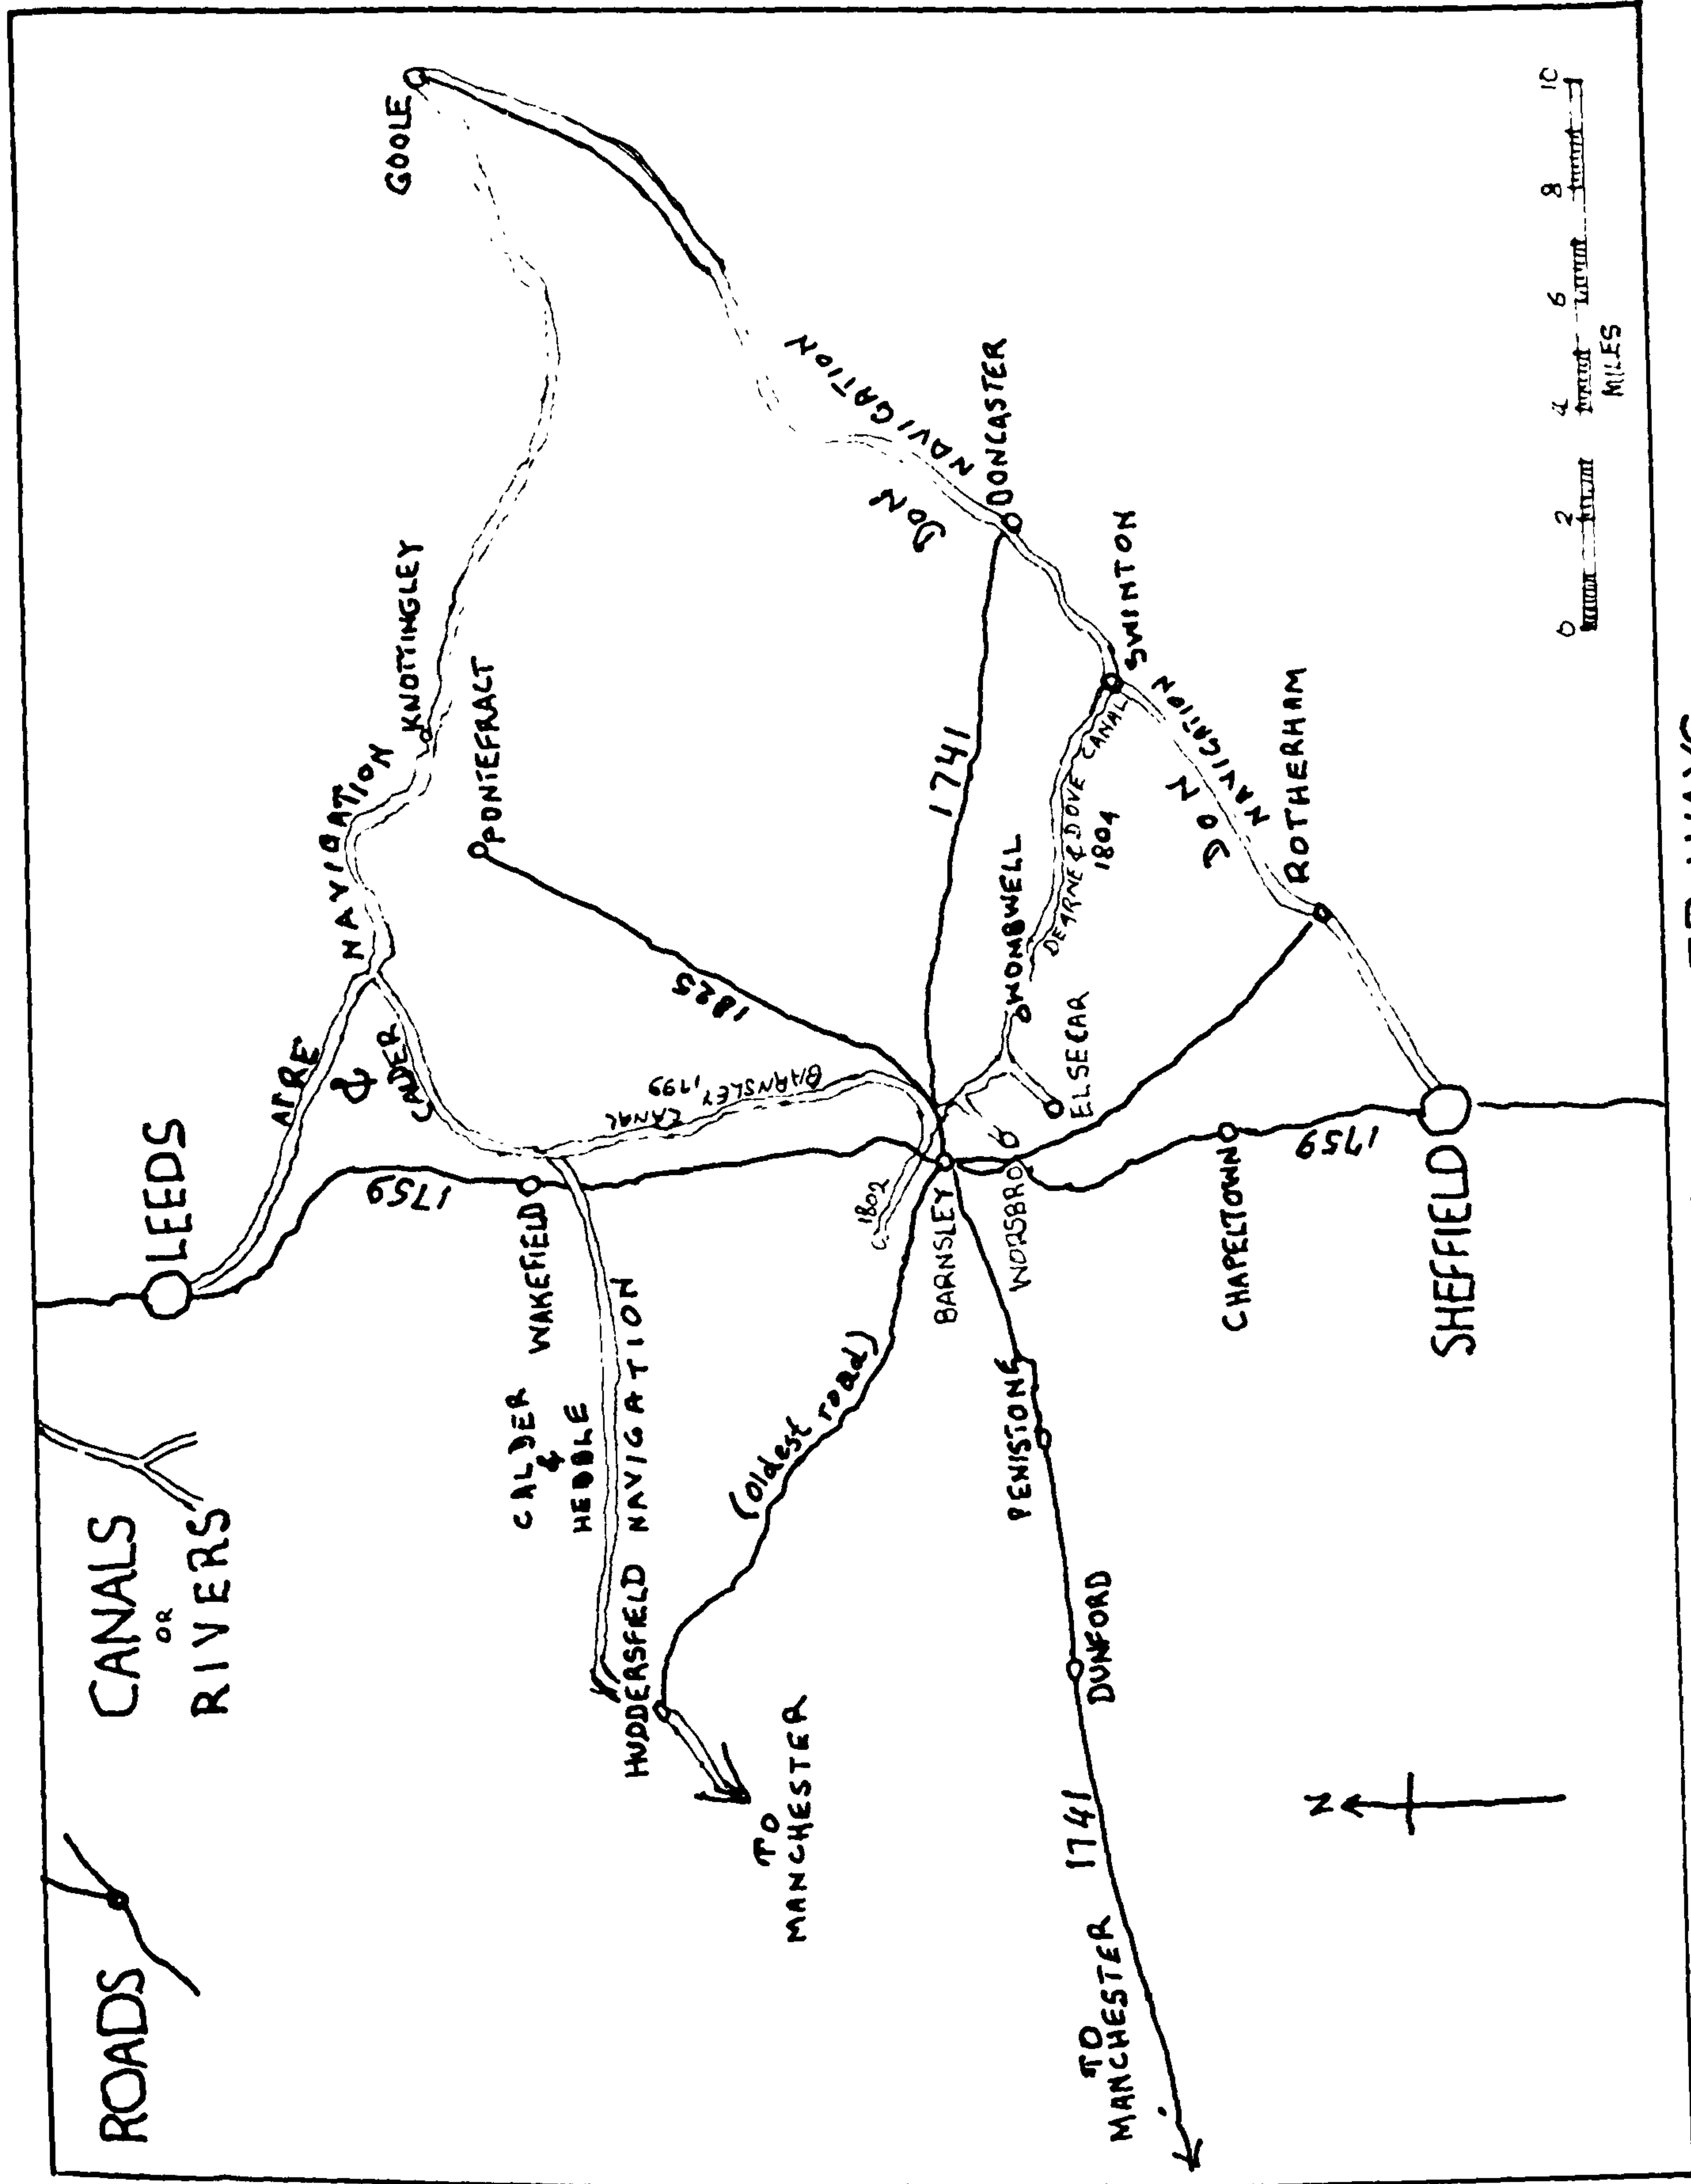 ROADS
CANALS
OR
RIVERS
LEEDS
AIRE
&
CALDER
NAVIGATION
KNOTTINGLEY
GOOLE
PONTEFRACT
1759
WAKEFIELD
CALDER
&
HEBBLE
NAVIGATION
HUDDERSFIELD
TO
MANCHESTER
(oldest road)
CANAL
BARNSLEY 1799
1825
1802
BARNSLEY
1741
DON
NAVIGATION
DONCASTER
SWINTON
WOMBWELL
DEARNE & DOVE CANAL
1804
ELSECAR
WORSBRO
PENISTONE
DUNFORD
1741
TO
MANCHESTER
DON
NAVIGATION
ROTHERHAM
CHAPELTOWN
1759
SHEFFIELD
N
0 2 4 6 8 10
MILES